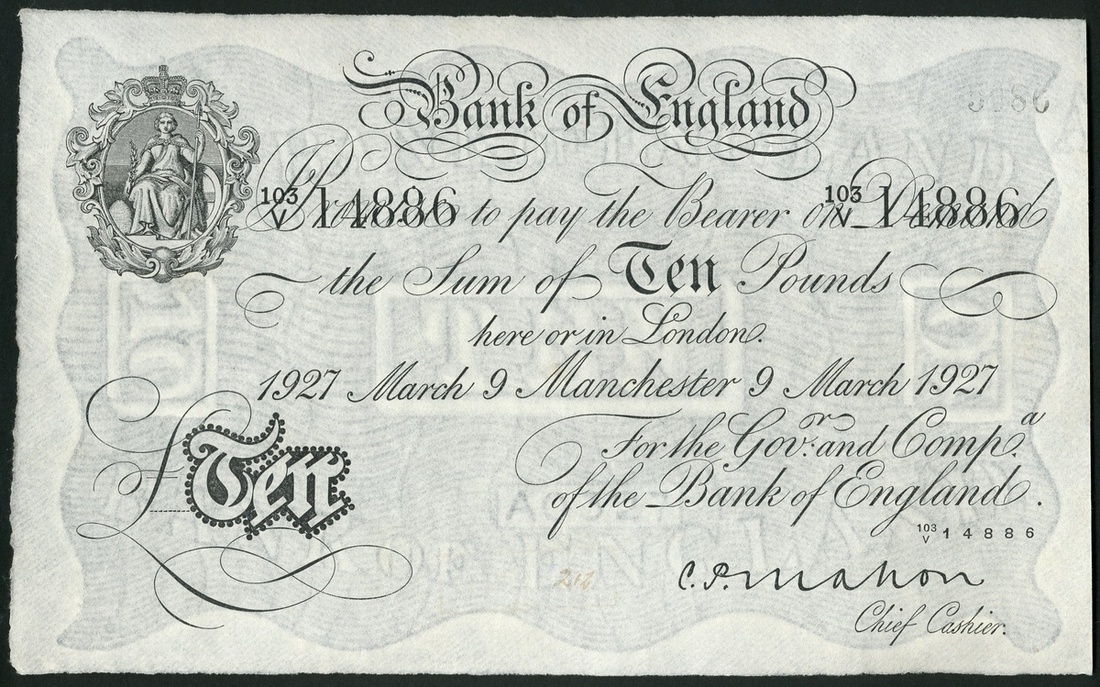 Bank of England
103/V 14886 103/V 14886
Promise to pay the Bearer on Demand
the Sum of Ten Pounds
here or in London.
1927 March 9 Manchester 9 March 1927
For the Govr. and Compa.
of the Bank of England.
103/V 14886
£Ten
C.P. Mahon
Chief Cashier.